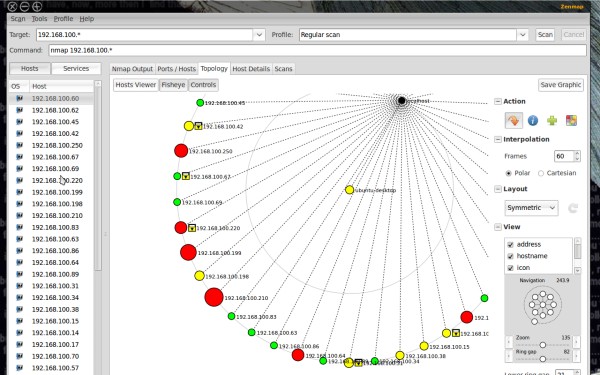 Zenmap
Scan Tools Profile Help
Target: 192.168.100.* Profile: Regular scan Scan Cancel
Command: nmap 192.168.100.*
Hosts Services
Nmap Output Ports / Hosts Topology Host Details Scans
OS Host
Hosts Viewer Fisheye Controls Save Graphic
192.168.100.60
192.168.100.62
192.168.100.45
192.168.100.42
192.168.100.250
192.168.100.67
192.168.100.69
192.168.100.220
192.168.100.199
192.168.100.198
192.168.100.210
192.168.100.83
192.168.100.63
192.168.100.86
192.168.100.64
192.168.100.89
192.168.100.31
192.168.100.34
192.168.100.38
192.168.100.15
192.168.100.14
192.168.100.17
192.168.100.70
192.168.100.57
localhost
192.168.100.45
192.168.100.42
192.168.100.250
192.168.100.67
ubuntu-desktop
192.168.100.69
192.168.100.220
192.168.100.199
192.168.100.198
192.168.100.210
192.168.100.83
192.168.100.63
192.168.100.86
192.168.100.64
192.168.100.34
192.168.100.38
192.168.100.15
192.168.10
192.1
Action
Interpolation
Frames 60
Polar Cartesian
Layout
Symmetric
View
address
hostname
icon
Navigation 243.9
Zoom 135
Ring gap 82
Lower ring gap 21